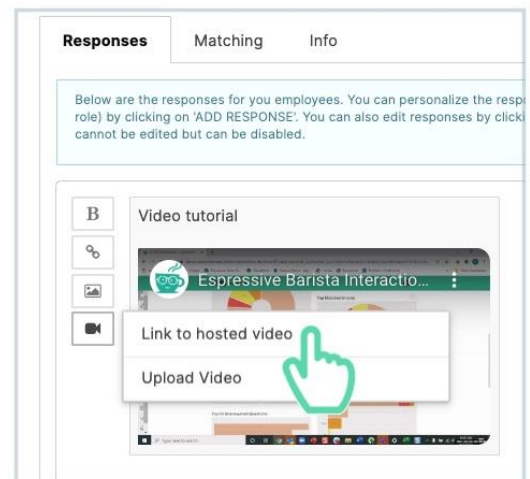 Responses Matching Info
Below are the responses for you employees. You can personalize the resp
role) by clicking on 'ADD RESPONSE'. You can also edit responses by clicki
cannot be edited but can be disabled.
B
Video tutorial
Espressive Barista Interactio...
Link to hosted video
Upload Video